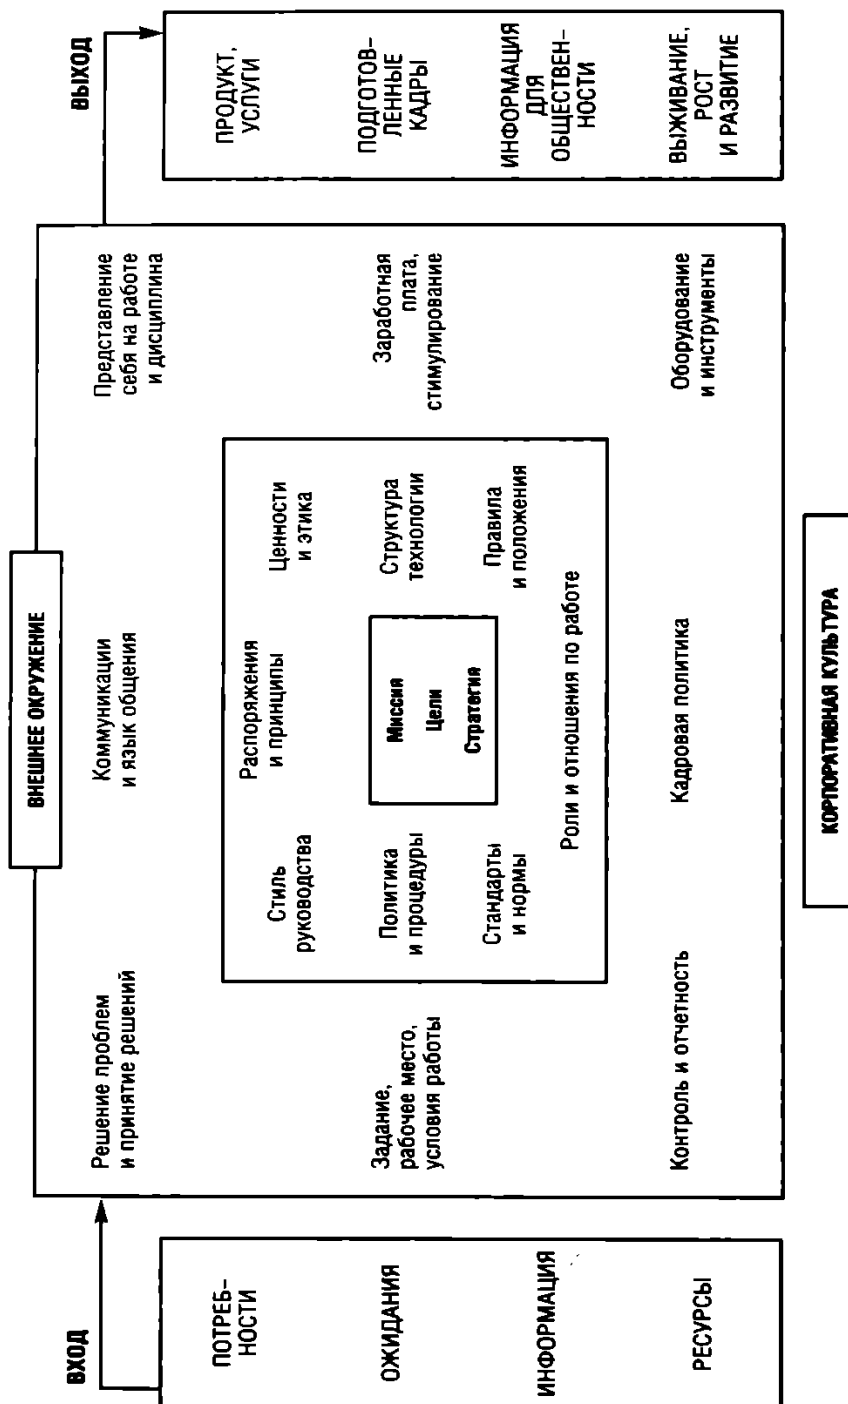 ВНЕШНЕЕ ОКРУЖЕНИЕ
ВХОД
ПОТРЕБ-
НОСТИ
ОЖИДАНИЯ
ИНФОРМАЦИЯ
РЕСУРСЫ
Решение проблем
и принятие решений
Коммуникации
и язык общения
Представление
себя на работе
и дисциплина
Задание,
рабочее место,
условия работы
Стиль
руководства
Распоряжения
и принципы
Ценности
и этика
Политика
и процедуры
Миссия
Цели
Стратегия
Структура
технологии
Стандарты
и нормы
Правила
и положения
Роли и отношения по работе
Заработная
плата,
стимулирование
Контроль и отчетность
Кадровая политика
Оборудование
и инструменты
ВЫХОД
ПРОДУКТ,
УСЛУГИ
ПОДГОТОВ-
ЛЕННЫЕ
КАДРЫ
ИНФОРМАЦИЯ
ДЛЯ
ОБЩЕСТВЕН-
НОСТИ
ВЫЖИВАНИЕ,
РОСТ
И РАЗВИТИЕ
КОРПОРАТИВНАЯ КУЛЬТУРА